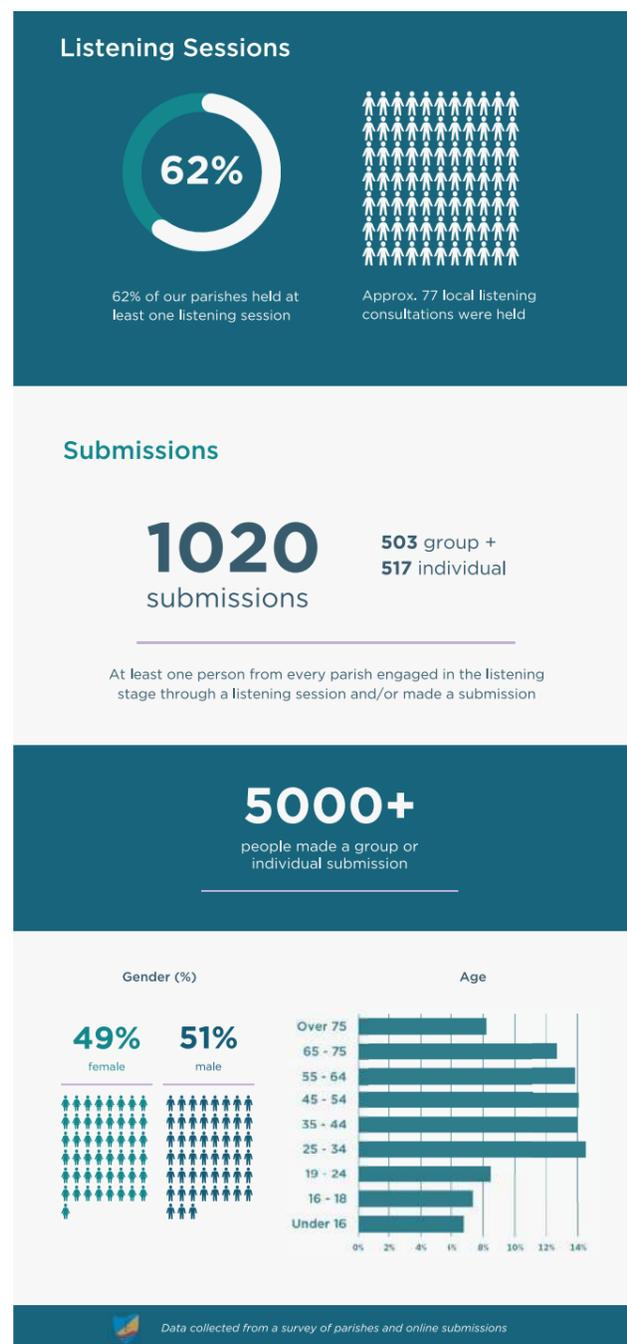 Listening Sessions
62%
62% of our parishes held at
least one listening session
Approx. 77 local listening
consultations were held
Submissions
1020
submissions
503 group +
517 individual
At least one person from every parish engaged in the listening
stage through a listening session and/or made a submission
5000+
people made a group or
individual submission
Gender (%)
49%
female
51%
male
Age
Over 75
65 - 75
55 - 64
45 - 54
35 - 44
25 - 34
19 - 24
16 - 18
Under 16
0% 2% 4% 6% 8% 10% 12% 14%
Data collected from a survey of parishes and online submissions